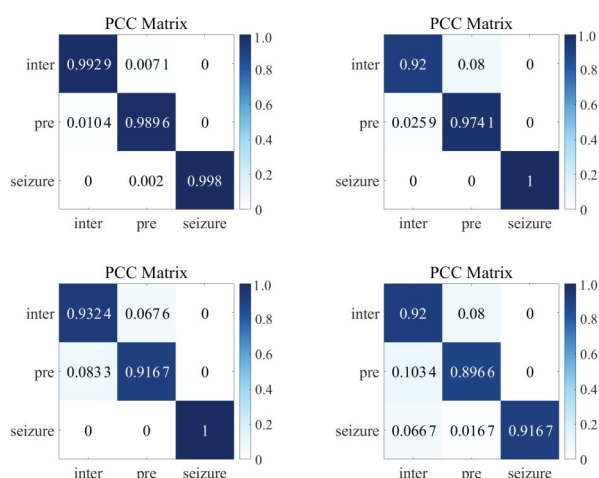 PCC Matrix
inter 0.9929 0.0071 0
pre 0.0104 0.9896 0
seizure 0 0.002 0.998
inter pre seizure
1.0
0.8
0.6
0.4
0.2
0
PCC Matrix
inter 0.92 0.08 0
pre 0.0259 0.9741 0
seizure 0 0 1
inter pre seizure
1.0
0.8
0.6
0.4
0.2
0
PCC Matrix
inter 0.9324 0.0676 0
pre 0.0833 0.9167 0
seizure 0 0 1
inter pre seizure
1.0
0.8
0.6
0.4
0.2
0
PCC Matrix
inter 0.92 0.08 0
pre 0.1034 0.8966 0
seizure 0.0667 0.0167 0.9167
inter pre seizure
1.0
0.8
0.6
0.4
0.2
0